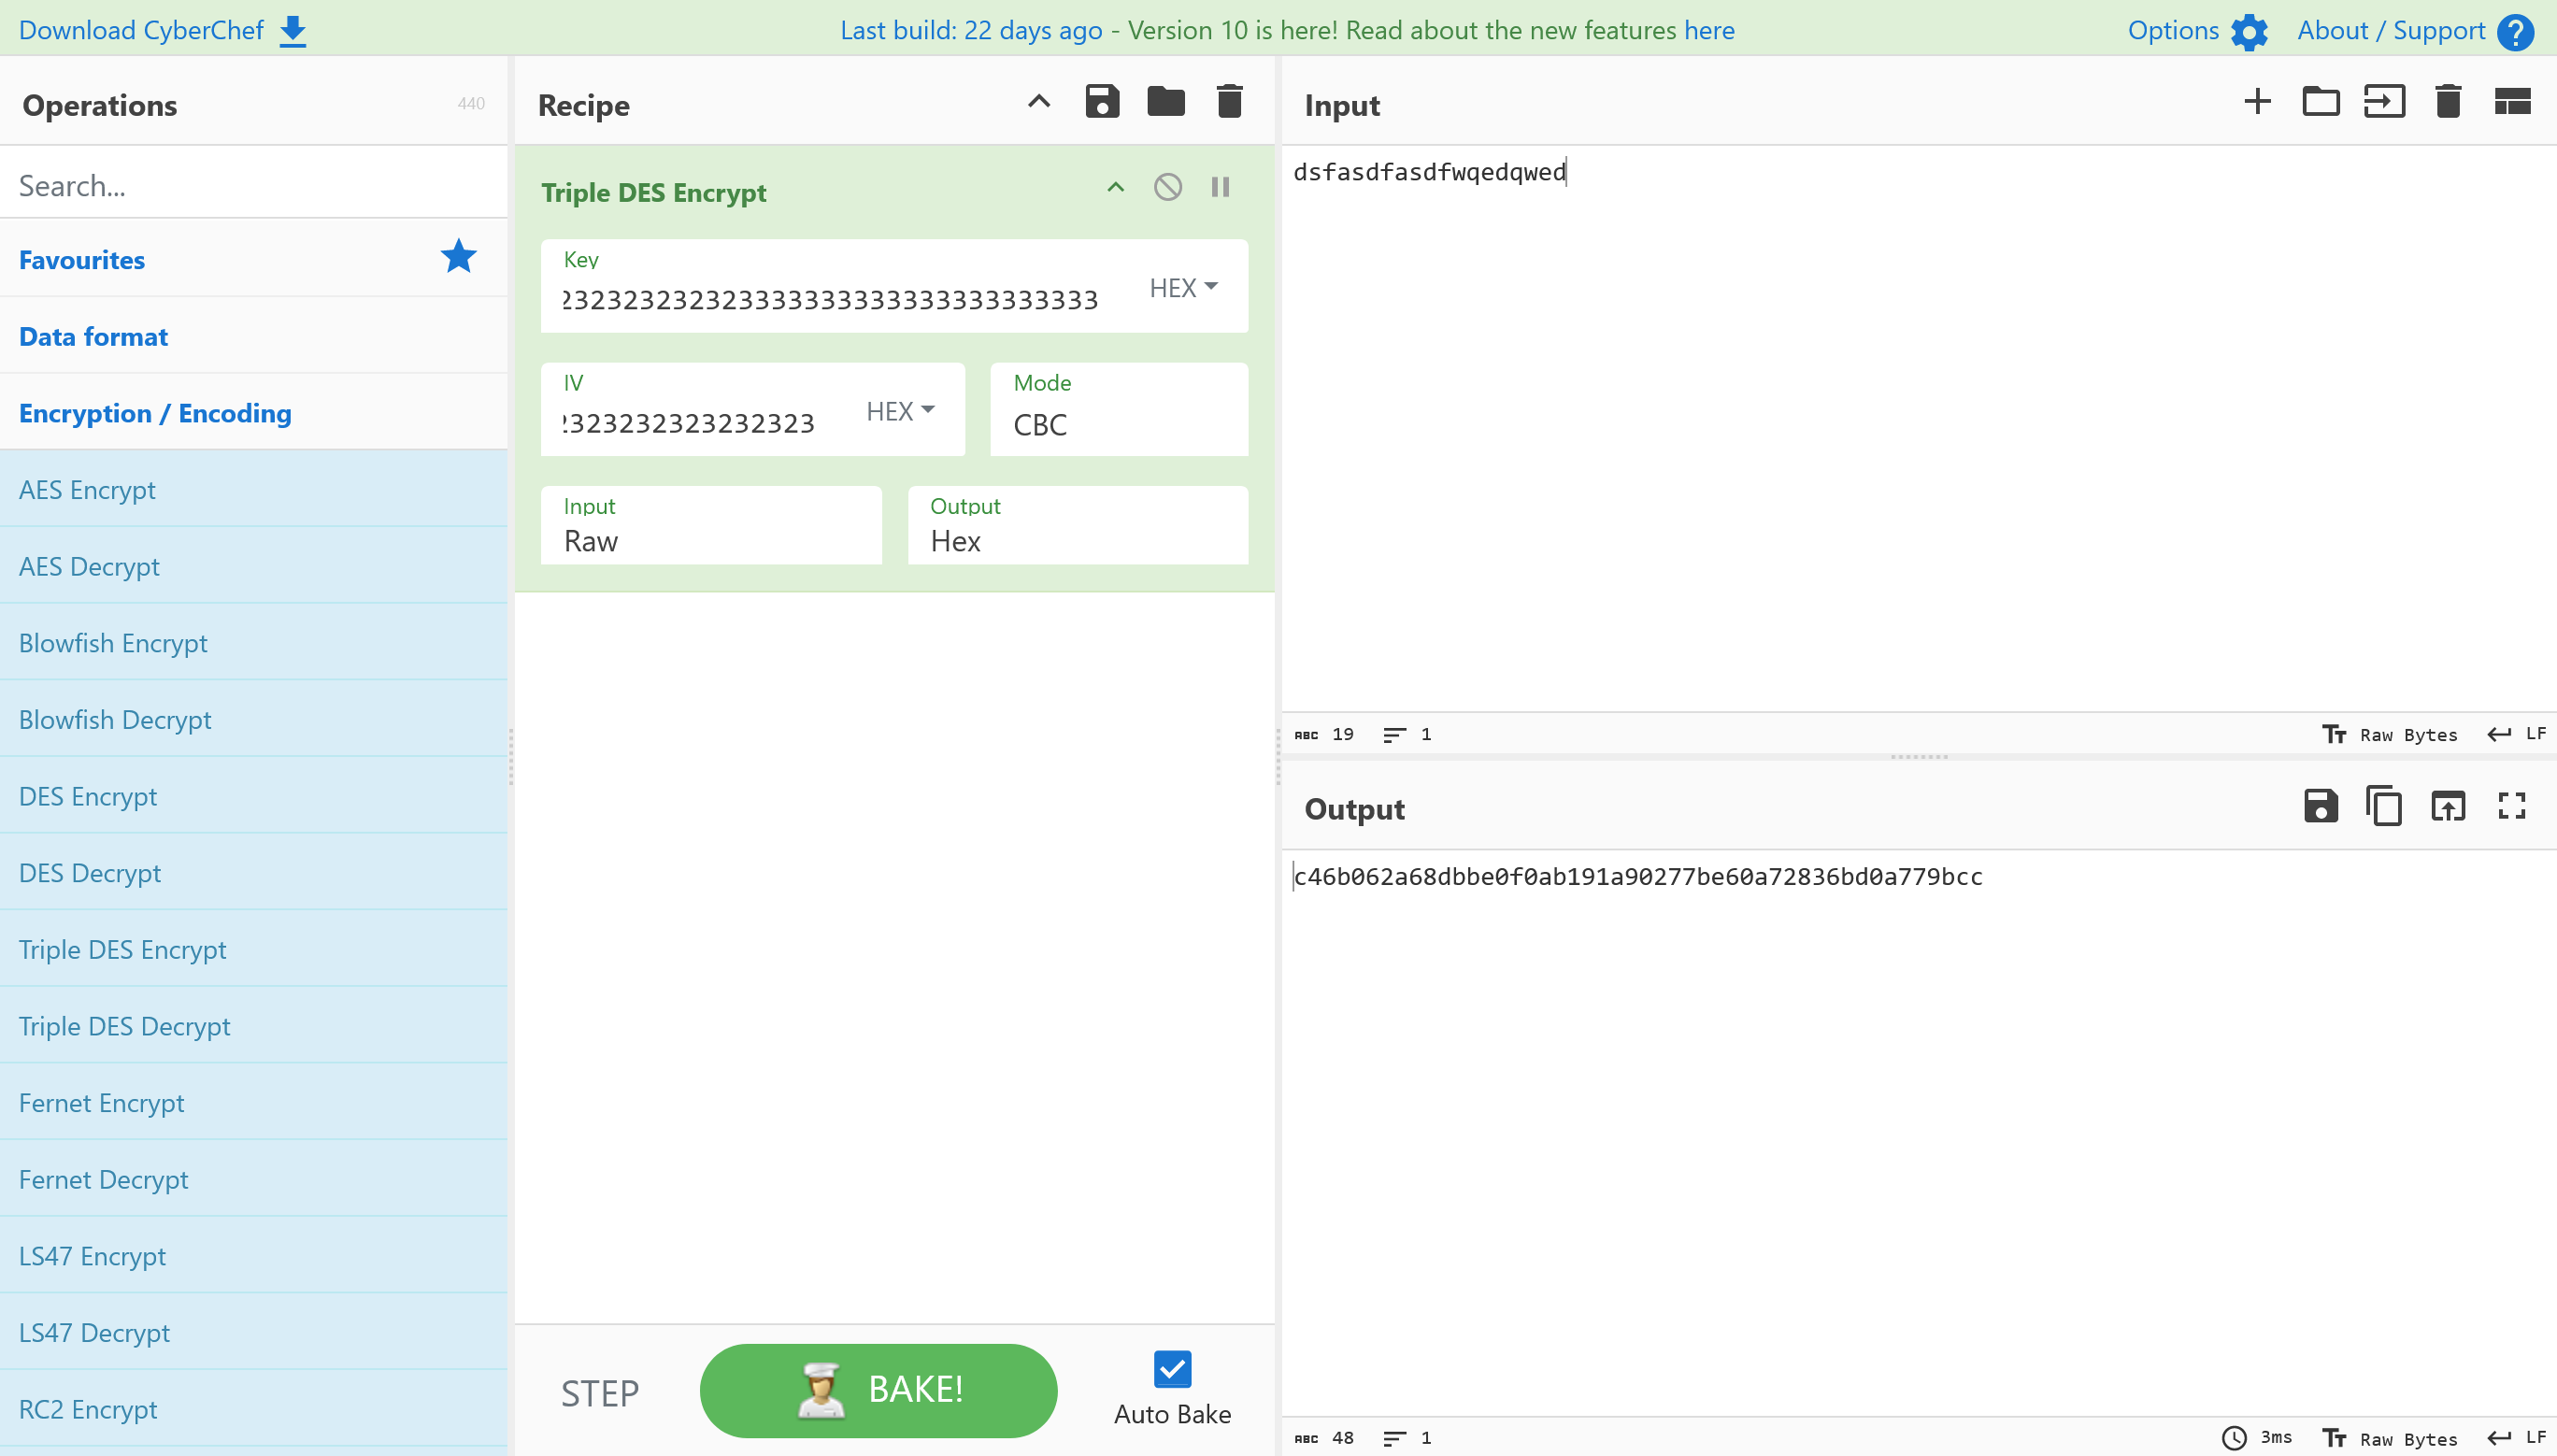 Download CyberChef
Last build: 22 days ago - Version 10 is here! Read about the new features here
Options
About / Support
Operations
440
Search...
Favourites
Data format
Encryption / Encoding
AES Encrypt
AES Decrypt
Blowfish Encrypt
Blowfish Decrypt
DES Encrypt
DES Decrypt
Triple DES Encrypt
Triple DES Decrypt
Fernet Encrypt
Fernet Decrypt
LS47 Encrypt
LS47 Decrypt
RC2 Encrypt
Recipe
Triple DES Encrypt
Key
232323232323333333333333333333333
HEX
IV
2323232323232323
HEX
Mode
CBC
Input
Raw
Output
Hex
STEP
BAKE!
Auto Bake
Input
dsfasdfasdfwqedqwed
ABC 19
1
Raw Bytes
LF
Output
c46b062a68dbbe0f0ab191a90277be60a72836bd0a779bcc
ABC 48
1
3ms
Raw Bytes
LF